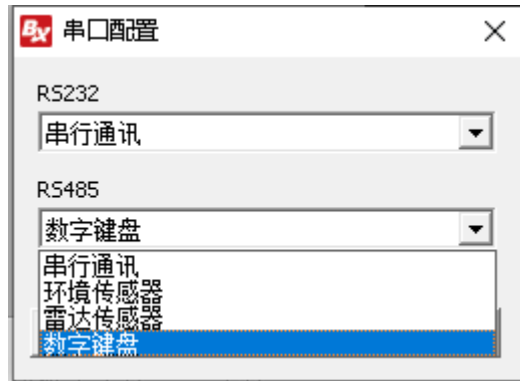 BX 串口配置
RS232
串行通讯
RS485
数字键盘
串行通讯
环境传感器
雷达传感器
数字键盘